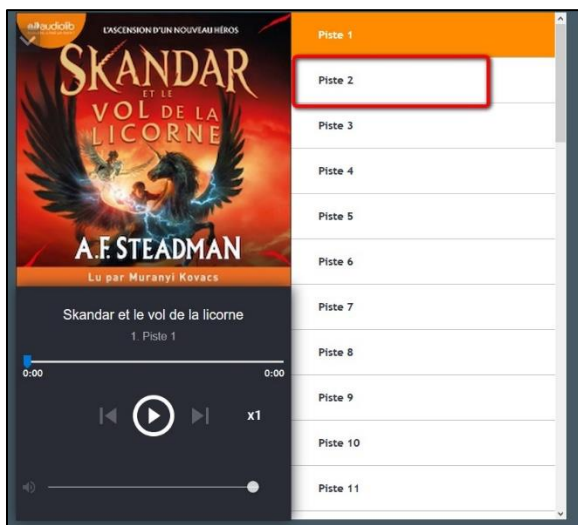 audiolib
L'ASCENSION D'UN NOUVEAU HÉROS
SKANDAR
ET LE
VOL DE LA
LICORNE
A.F. STEADMAN
Lu par Muranyi Kovacs
Skandar et le vol de la licorne
1. Piste 1
0:00
0:00
x1
Piste 1
Piste 2
Piste 3
Piste 4
Piste 5
Piste 6
Piste 7
Piste 8
Piste 9
Piste 10
Piste 11